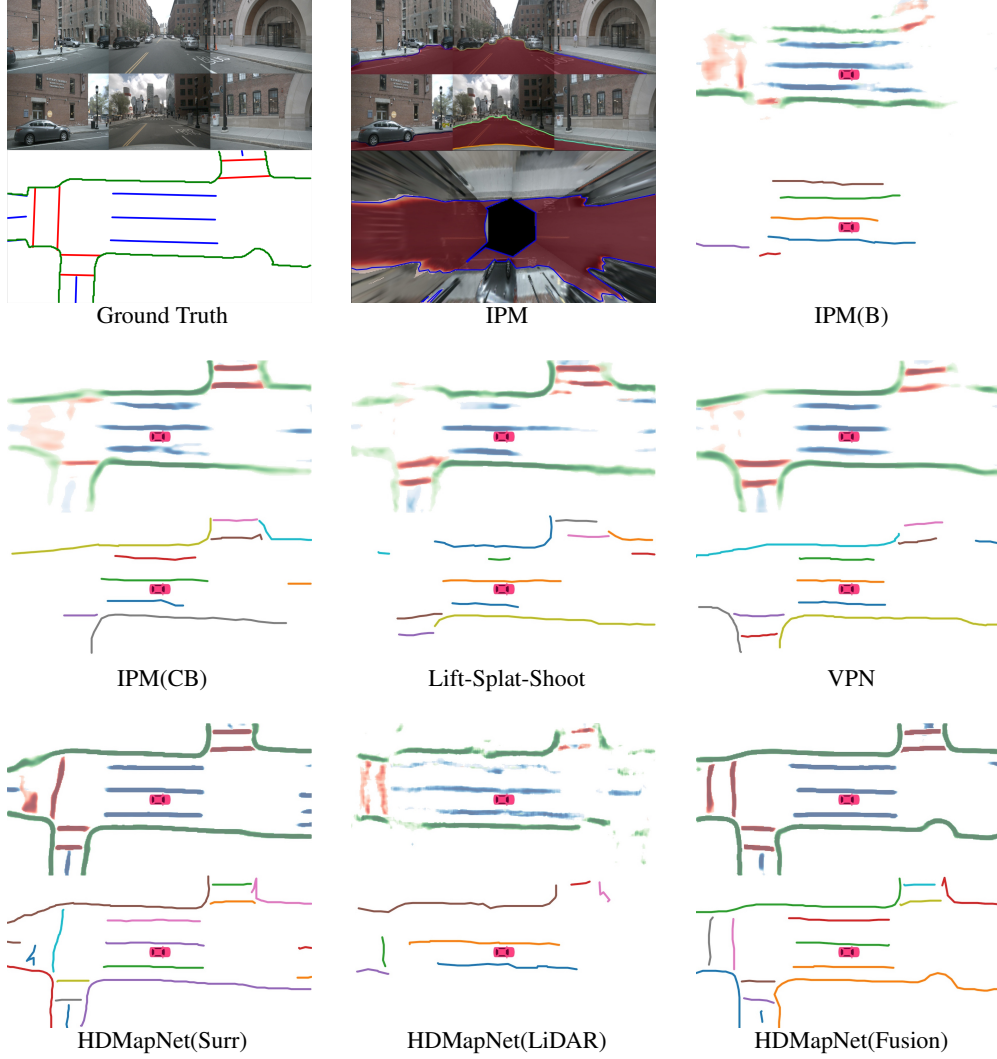 Ground Truth
IPM
IPM(B)
IPM(CB)
Lift-Splat-Shoot
VPN
HDMapNet(Surr)
HDMapNet(LiDAR)
HDMapNet(Fusion)